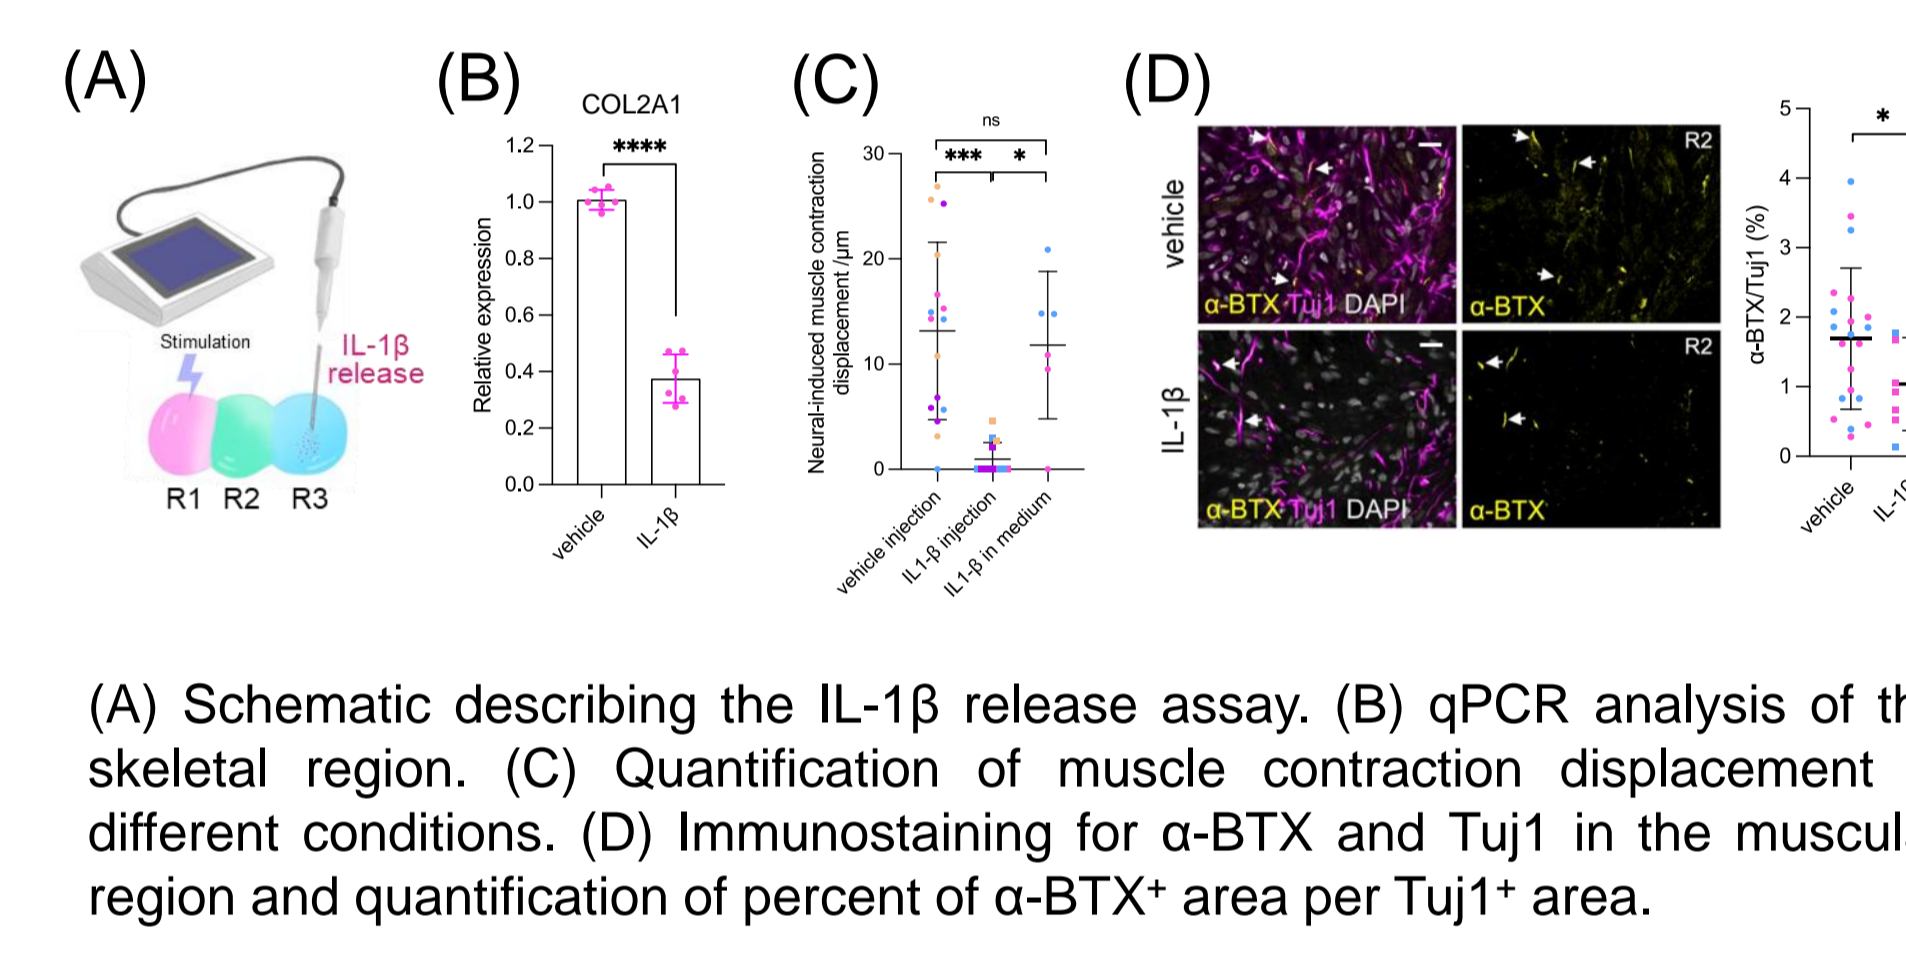 (A)
Stimulation
IL-1β
release
R1 R2 R3
(B)
COL2A1
****
Relative expression
1.2
1.0
0.8
0.6
0.4
0.2
0.0
vehicle
IL-1β
(C)
ns
*** *
Neural-induced muscle contraction
displacement /μm
30
20
10
0
vehicle injection
IL1-β injection
IL1-β in medium
(D)
vehicle
IL-1β
α-BTX Tuj1 DAPI
R2
α-BTX
α-BTX Tuj1 DAPI
R2
α-BTX
α-BTX/Tuj1 (%)
5
4
3
2
1
0
*
vehicle
(A) Schematic describing the IL-1β release assay. (B) qPCR analysis of th
skeletal region. (C) Quantification of muscle contraction displacement
different conditions. (D) Immunostaining for α-BTX and Tuj1 in the muscul
region and quantification of percent of α-BTX⁺ area per Tuj1⁺ area.